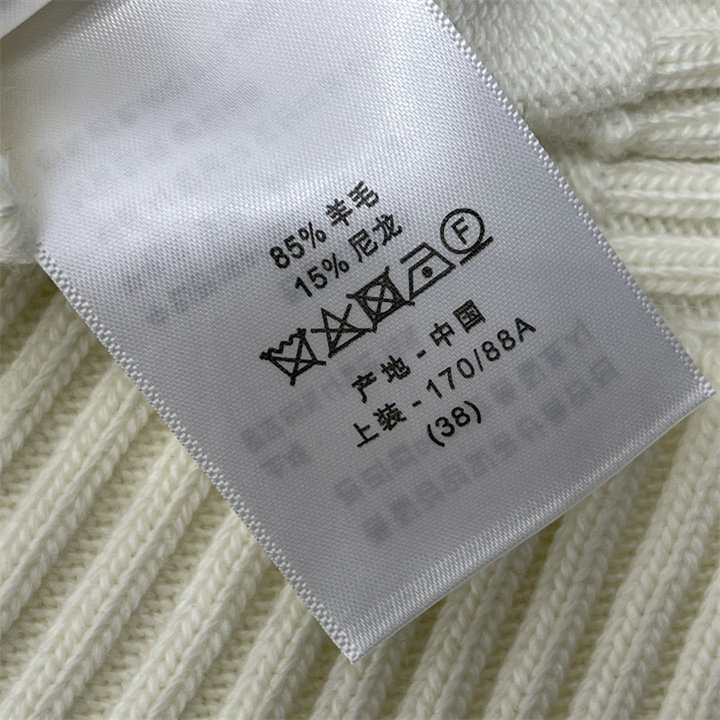 85% 羊毛
15% 尼龙
F
产地 - 中国
上装 - 170/88A
(38)